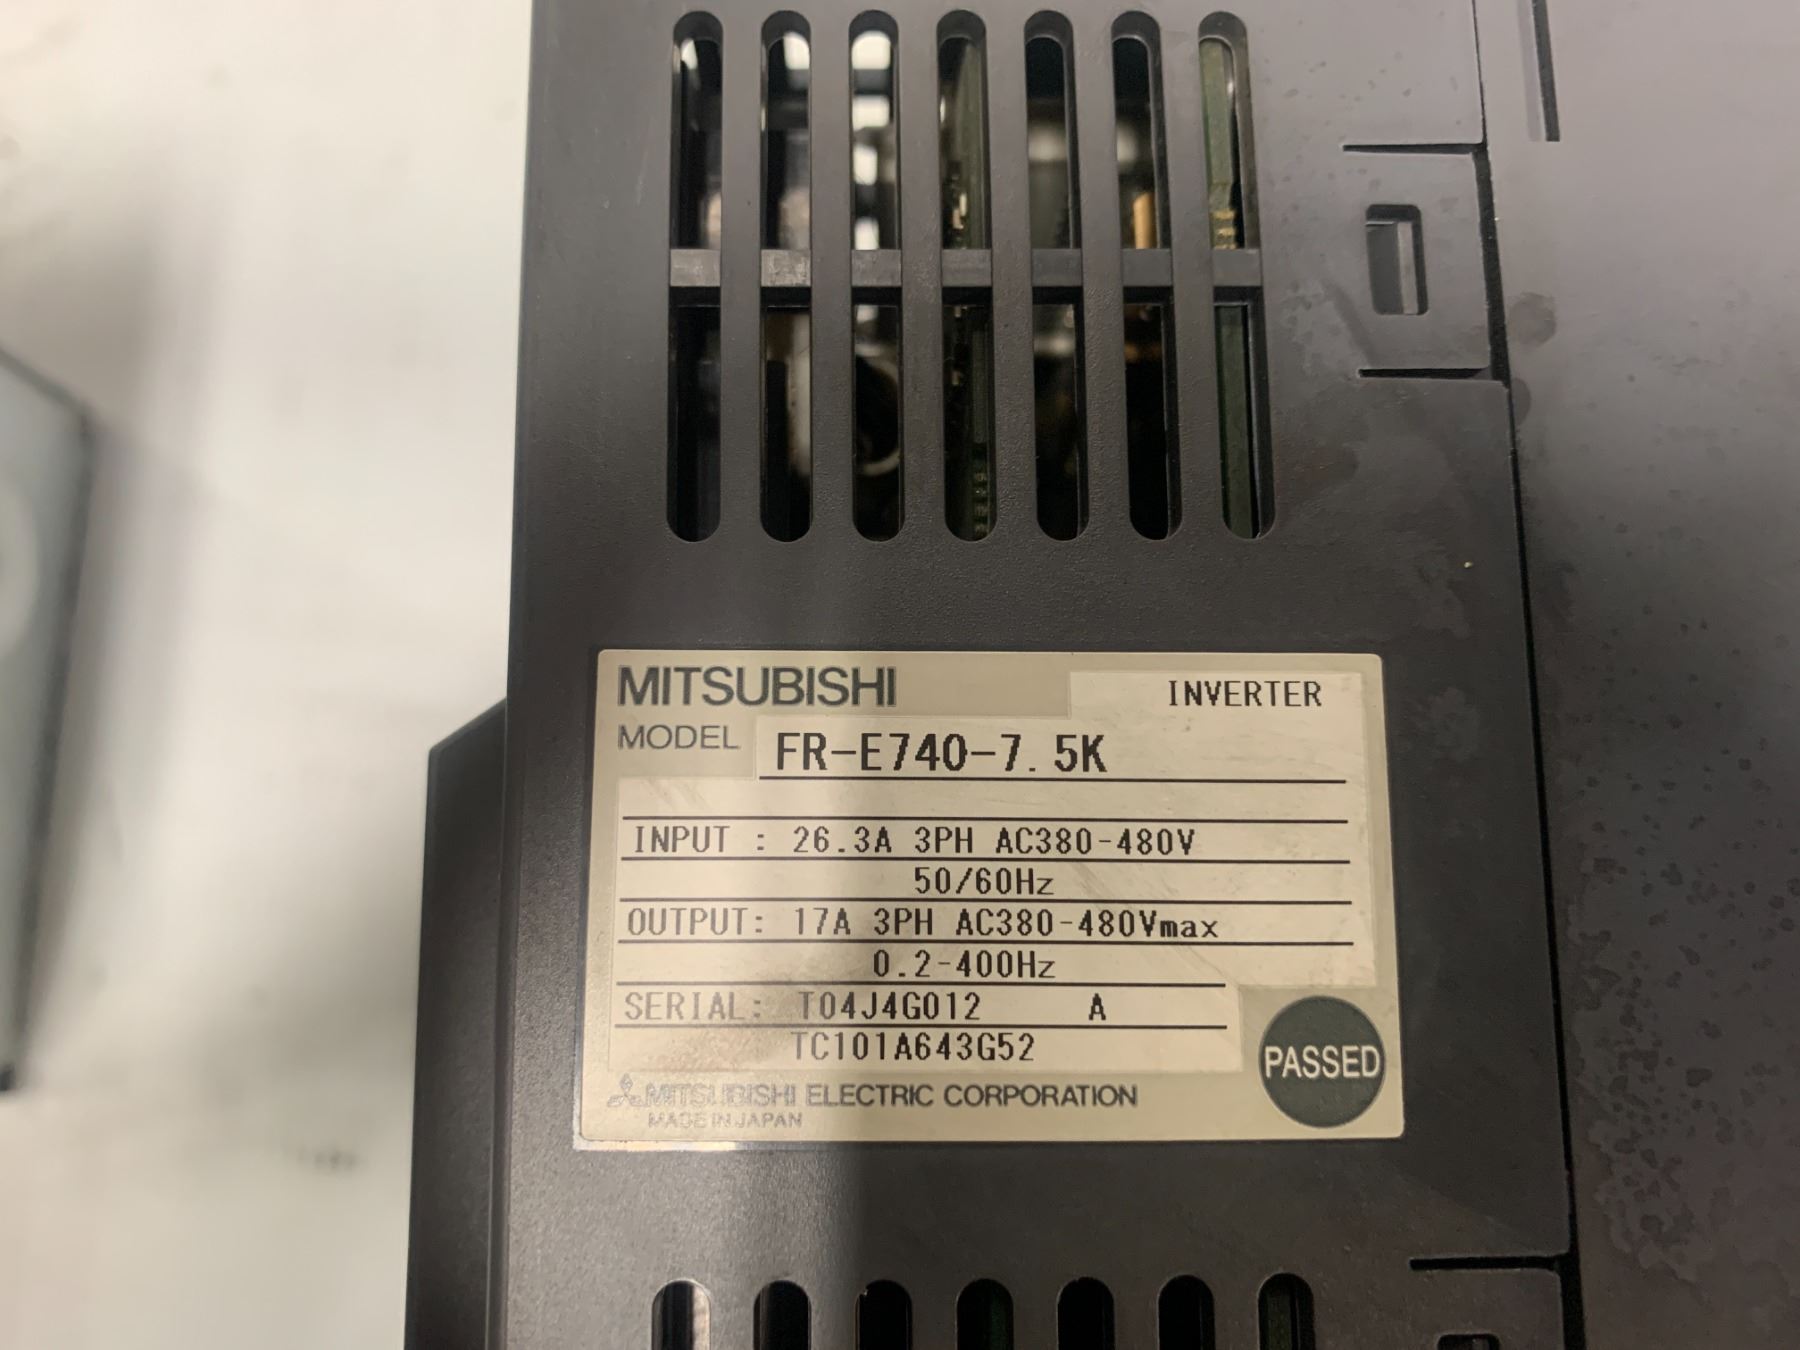 MITSUBISHI INVERTER
MODEL FR-E740-7.5K
INPUT : 26.3A 3PH AC380-480V
50/60Hz
OUTPUT: 17A 3PH AC380-480Vmax
0.2-400Hz
SERIAL: T04J4G012 A
TC101A643G52
PASSED
MITSUBISHI ELECTRIC CORPORATION
MADE IN JAPAN